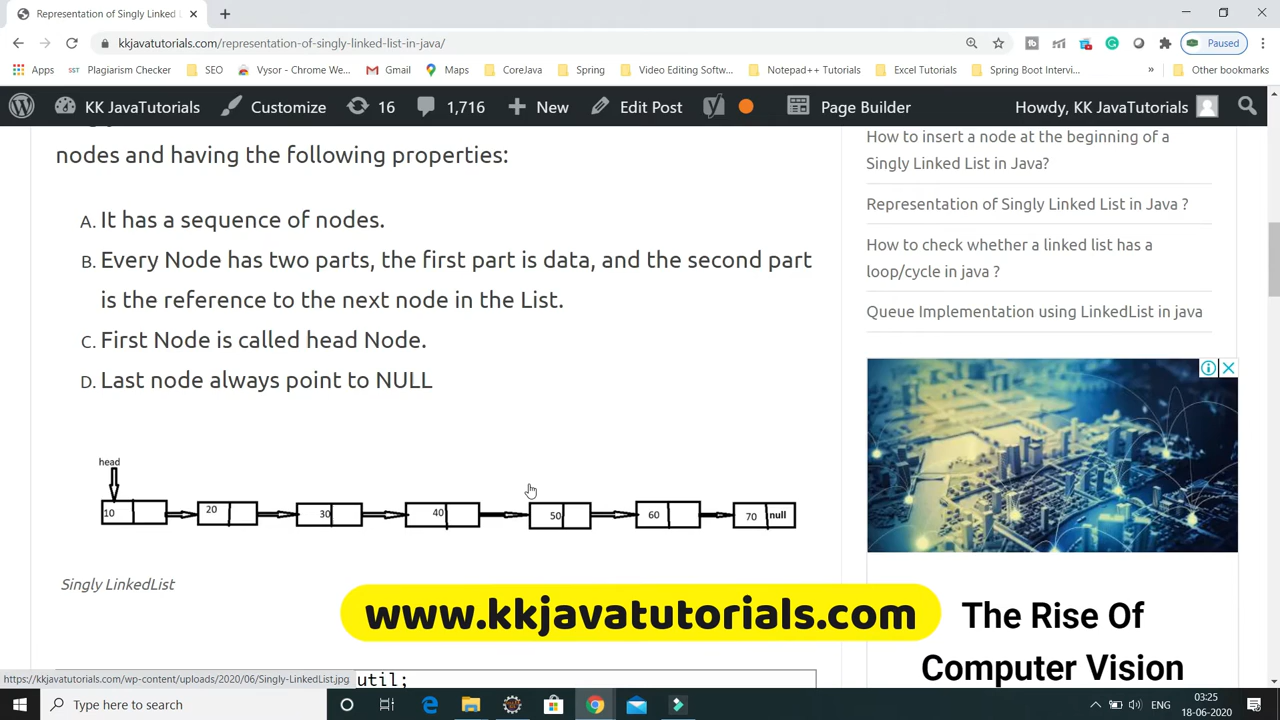 Representation of Singly Linked L
kkjavatutorials.com/representation-of-singly-linked-list-in-java/
Paused
Apps
SST Plagiarism Checker
SEO
Vysor - Chrome We...
Gmail
Maps
CoreJava
Spring
Video Editing Softw...
Notepad++ Tutorials
Excel Tutorials
Spring Boot Intervi...
»
Other bookmarks
KK JavaTutorials
Customize
16
1,716
New
Edit Post
Page Builder
Howdy, KK JavaTutorials
nodes and having the following properties:
A. It has a sequence of nodes.
B. Every Node has two parts, the first part is data, and the second part
is the reference to the next node in the List.
C. First Node is called head Node.
D. Last node always point to NULL
head
10 20 30 40 50 60 70 null
Singly LinkedList
www.kkjavatutorials.com
util;
How to insert a node at the beginning of a
Singly Linked List in Java?
Representation of Singly Linked List in Java ?
How to check whether a linked list has a
loop/cycle in java ?
Queue Implementation using LinkedList in java
The Rise Of
Computer Vision
https://kkjavatutorials.com/wp-content/uploads/2020/06/Singly-LinkedList.jpg
Type here to search
ENG
03:25
18-06-2020